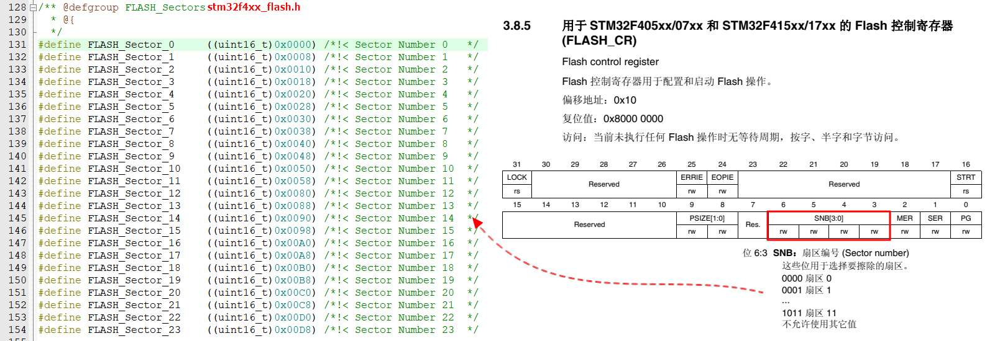 128 /** @defgroup FLASH_Sectors stm32f4xx_flash.h
129 * @{
130 */
131 #define FLASH_Sector_0 ((uint16_t)0x0000) /*!< Sector Number 0 */
132 #define FLASH_Sector_1 ((uint16_t)0x0008) /*!< Sector Number 1 */
133 #define FLASH_Sector_2 ((uint16_t)0x0010) /*!< Sector Number 2 */
134 #define FLASH_Sector_3 ((uint16_t)0x0018) /*!< Sector Number 3 */
135 #define FLASH_Sector_4 ((uint16_t)0x0020) /*!< Sector Number 4 */
136 #define FLASH_Sector_5 ((uint16_t)0x0028) /*!< Sector Number 5 */
137 #define FLASH_Sector_6 ((uint16_t)0x0030) /*!< Sector Number 6 */
138 #define FLASH_Sector_7 ((uint16_t)0x0038) /*!< Sector Number 7 */
139 #define FLASH_Sector_8 ((uint16_t)0x0040) /*!< Sector Number 8 */
140 #define FLASH_Sector_9 ((uint16_t)0x0048) /*!< Sector Number 9 */
141 #define FLASH_Sector_10 ((uint16_t)0x0050) /*!< Sector Number 10 */
142 #define FLASH_Sector_11 ((uint16_t)0x0058) /*!< Sector Number 11 */
143 #define FLASH_Sector_12 ((uint16_t)0x0080) /*!< Sector Number 12 */
144 #define FLASH_Sector_13 ((uint16_t)0x0088) /*!< Sector Number 13 */
145 #define FLASH_Sector_14 ((uint16_t)0x0090) /*!< Sector Number 14 */
146 #define FLASH_Sector_15 ((uint16_t)0x0098) /*!< Sector Number 15 */
147 #define FLASH_Sector_16 ((uint16_t)0x00A0) /*!< Sector Number 16 */
148 #define FLASH_Sector_17 ((uint16_t)0x00A8) /*!< Sector Number 17 */
149 #define FLASH_Sector_18 ((uint16_t)0x00B0) /*!< Sector Number 18 */
150 #define FLASH_Sector_19 ((uint16_t)0x00B8) /*!< Sector Number 19 */
151 #define FLASH_Sector_20 ((uint16_t)0x00C0) /*!< Sector Number 20 */
152 #define FLASH_Sector_21 ((uint16_t)0x00C8) /*!< Sector Number 21 */
153 #define FLASH_Sector_22 ((uint16_t)0x00D0) /*!< Sector Number 22 */
154 #define FLASH_Sector_23 ((uint16_t)0x00D8) /*!< Sector Number 23 */
3.8.5 用于 STM32F405xx/07xx 和 STM32F415xx/17xx 的 Flash 控制寄存器
(FLASH_CR)
Flash control register
Flash 控制寄存器用于配置和启动 Flash 操作。
偏移地址：0x10
复位值：0x8000 0000
访问：当前未执行任何 Flash 操作时无等待周期，按字、半字和字节访问。
31 30 29 28 27 26 25 24 23 22 21 20 19 18 17 16
LOCK Reserved ERRIE EOPIE Reserved STRT
rs rw rw rs
15 14 13 12 11 10 9 8 7 6 5 4 3 2 1 0
Reserved PSIZE[1:0] Res. SNB[3:0] MER SER PG
rw rw rw rw rw rw rw rw rw
位 6:3 SNB：扇区编号 (Sector number)
这些位用于选择要擦除的扇区。
0000 扇区 0
0001 扇区 1
...
1011 扇区 11
不允许使用其它值